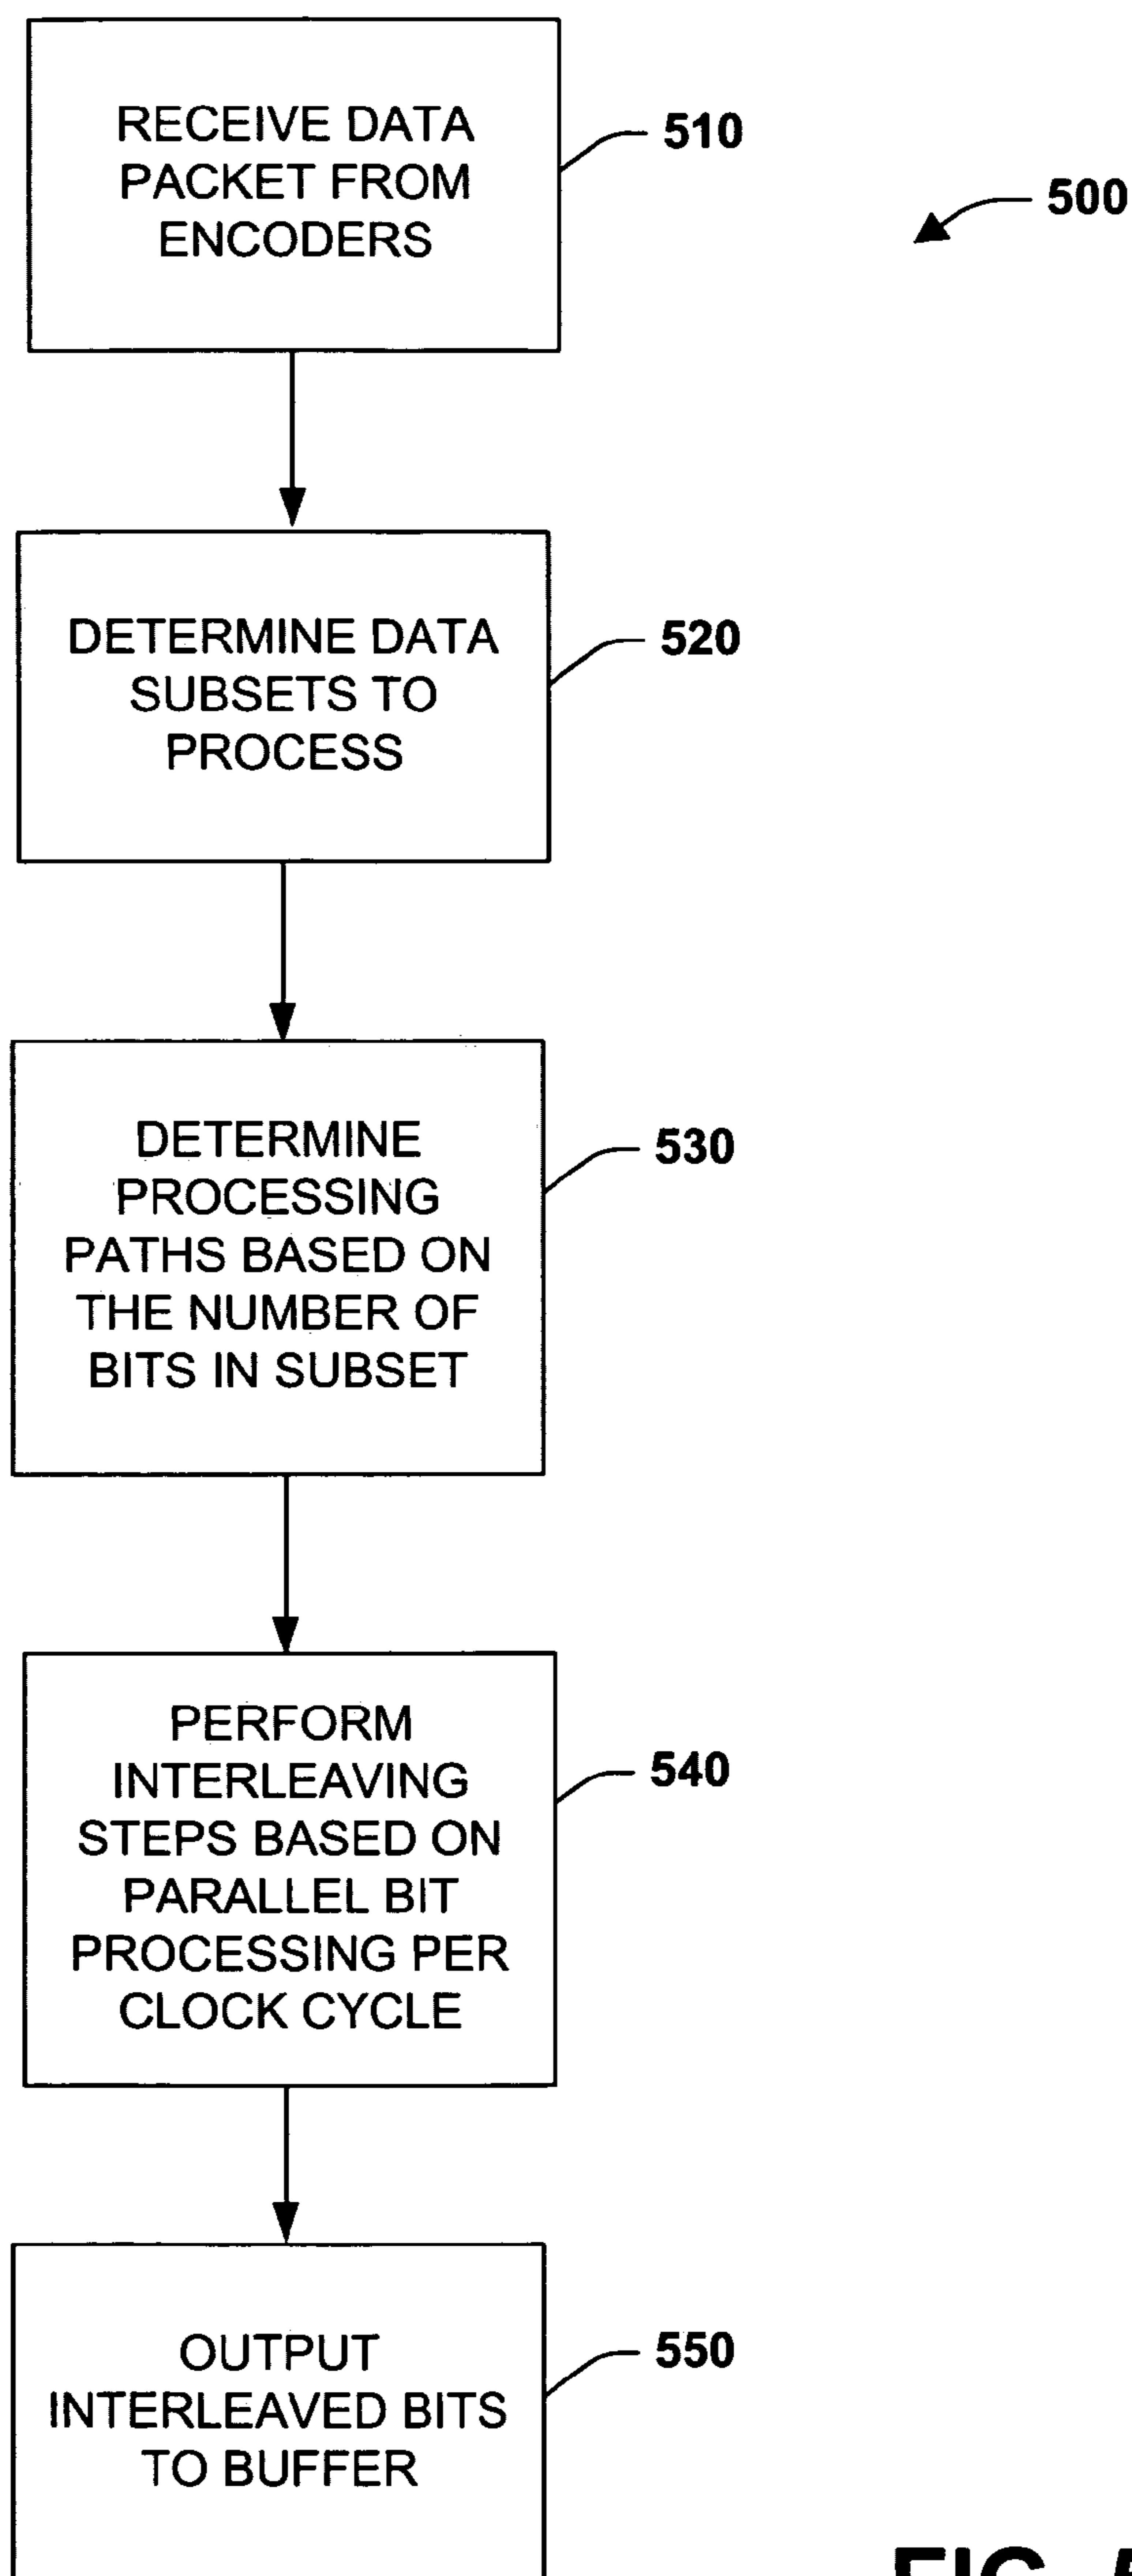 RECEIVE DATA
PACKET FROM
ENCODERS
510
500
DETERMINE DATA
SUBSETS TO
PROCESS
520
DETERMINE
PROCESSING
PATHS BASED ON
THE NUMBER OF
BITS IN SUBSET
530
PERFORM
INTERLEAVING
STEPS BASED ON
PARALLEL BIT
PROCESSING PER
CLOCK CYCLE
540
OUTPUT
INTERLEAVED BITS
TO BUFFER
550